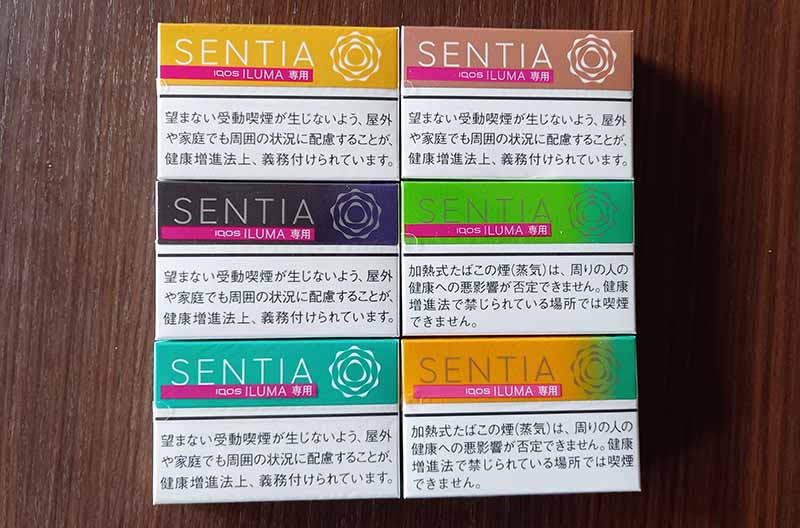 SENTIA
IQOS ILUMA 専用
望まない受動喫煙が生じないよう、屋外
や家庭でも周囲の状況に配慮することが、
健康増進法上、義務付けられています。
SENTIA
IQOS ILUMA 専用
望まない受動喫煙が生じないよう、屋外
や家庭でも周囲の状況に配慮することが、
健康増進法上、義務付けられています。
SENTIA
IQOS ILUMA 専用
望まない受動喫煙が生じないよう、屋外
や家庭でも周囲の状況に配慮することが、
健康増進法上、義務付けられています。
SENTIA
IQOS ILUMA 専用
加熱式たばこの煙(蒸気)は、周りの人の
健康への悪影響が否定できません。健康
増進法で禁じられている場所では喫煙
できません。
SENTIA
IQOS ILUMA 専用
望まない受動喫煙が生じないよう、屋外
や家庭でも周囲の状況に配慮することが、
健康増進法上、義務付けられています。
SENTIA
IQOS ILUMA 専用
加熱式たばこの煙(蒸気)は、周りの人の
健康への悪影響が否定できません。健康
増進法で禁じられている場所では喫煙
できません。